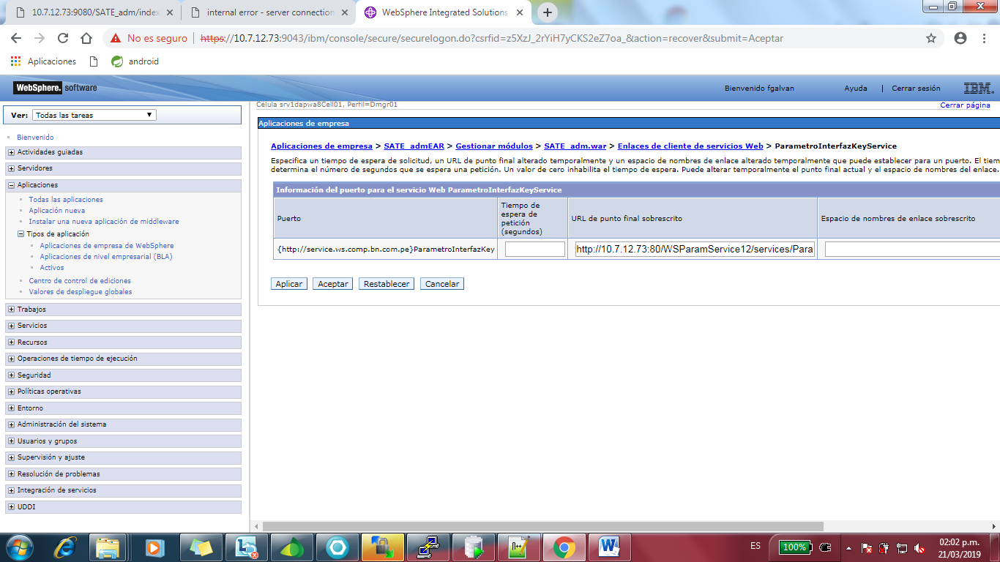 10.7.12.73:9080/SATE_adm/index
internal error - server connection
WebSphere Integrated Solutions
No es seguro
https://10.7.12.73:9043/ibm/console/secure/securelogon.do?csrfid=z5XzJ_2rYiH7yCKS2eZ7oa_&action=recover&submit=Aceptar
Aplicaciones
android
WebSphere. software
Bienvenido fgalvan
Ayuda
Cerrar sesión
IBM.
Ver: Todas las tareas
Célula srv1dapwa8Cell01, Perfil=Dmgr01
Cerrar página
Bienvenido
Actividades guiadas
Servidores
Aplicaciones
Todas las aplicaciones
Aplicación nueva
Instalar una nueva aplicación de middleware
Tipos de aplicación
Aplicaciones de empresa de WebSphere
Aplicaciones de nivel empresarial (BLA)
Activos
Centro de control de ediciones
Valores de despliegue globales
Trabajos
Servicios
Recursos
Operaciones de tiempo de ejecución
Seguridad
Políticas operativas
Entorno
Administración del sistema
Usuarios y grupos
Supervisión y ajuste
Resolución de problemas
Integración de servicios
UDDI
Aplicaciones de empresa
Aplicaciones de empresa > SATE_admEAR > Gestionar módulos > SATE_adm.war > Enlaces de cliente de servicios Web > ParametroInterfazKeyService
Especifica un tiempo de espera de solicitud, un URL de punto final alterado temporalmente y un espacio de nombres de enlace alterado temporalmente que puede establecer para un puerto. El tiem
determina el número de segundos que se espera una petición. Un valor de cero inhabilita el tiempo de espera. Puede alterar temporalmente el punto final actual y el espacio de nombres del enlace.
Información del puerto para el servicio Web ParametroInterfazKeyService
Puerto
Tiempo de
espera de
petición
(segundos)
URL de punto final sobrescrito
Espacio de nombres de enlace sobrescrito
{http://service.ws.comp.bn.com.pe}ParametroInterfazKey
http://10.7.12.73:80/WSParamService12/services/Para
Aplicar
Aceptar
Restablecer
Cancelar
ES
100%
02:02 p.m.
21/03/2019